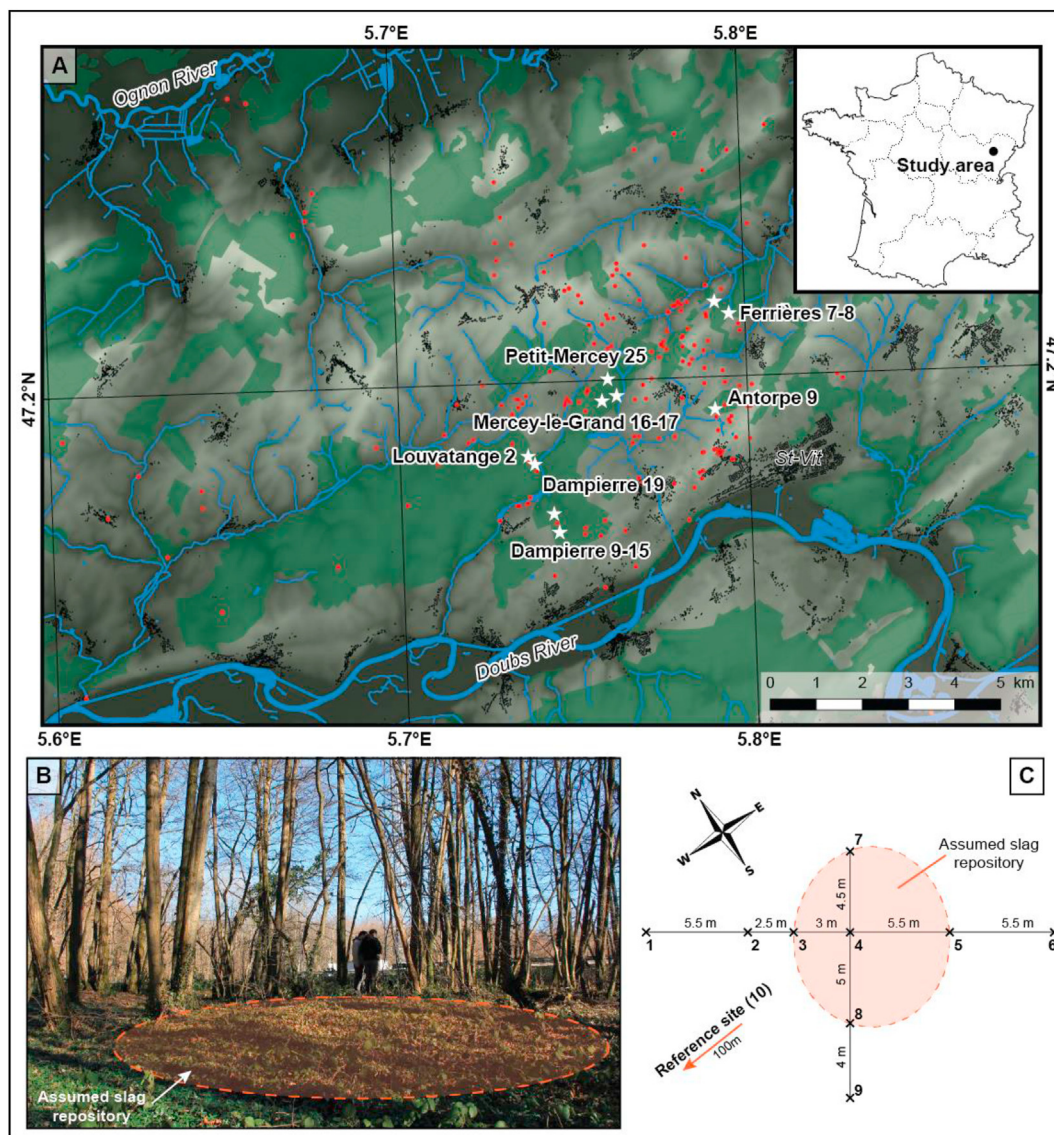 5.7°E
5.8°E
A
Ognon River
Study area
Ferrières 7-8
Petit-Mercey 25
47.2°N
47.2°N
Antorpe 9
Mercey-le-Grand 16-17
St-Vit
Louvatange 2
Dampierre 19
Dampierre 9-15
Doubs River
0 1 2 3 4 5 km
5.6°E
5.7°E
5.8°E
B
Assumed slag
repository
C
N
E
W
S
Assumed slag
repository
7
4.5 m
5.5 m
2.5 m
3 m
5.5 m
5.5 m
1
2
3
4
5
6
5 m
8
4 m
9
Reference site (10)
100m